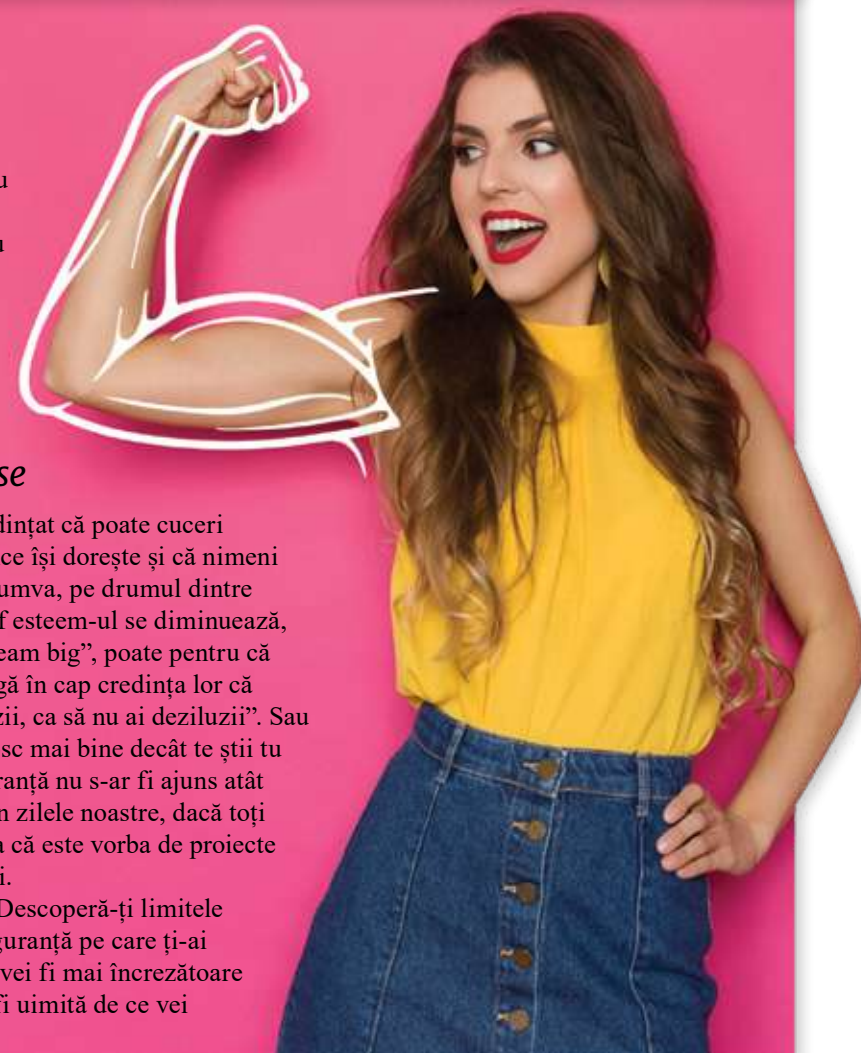 u
u
se
dințat că poate cuceri
ce își dorește și că nimeni
umva, pe drumul dintre
f esteem-ul se diminuează,
eam big”, poate pentru că
gă în cap credința lor că
zii, ca să nu ai deziluzii”. Sau
sc mai bine decât te știi tu
ranță nu s-ar fi ajuns atât
n zilele noastre, dacă toți
a că este vorba de proiecte
i.
Descoperă-ți limitele
guranță pe care ți-ai
vei fi mai încrezătoare
fi uimită de ce vei